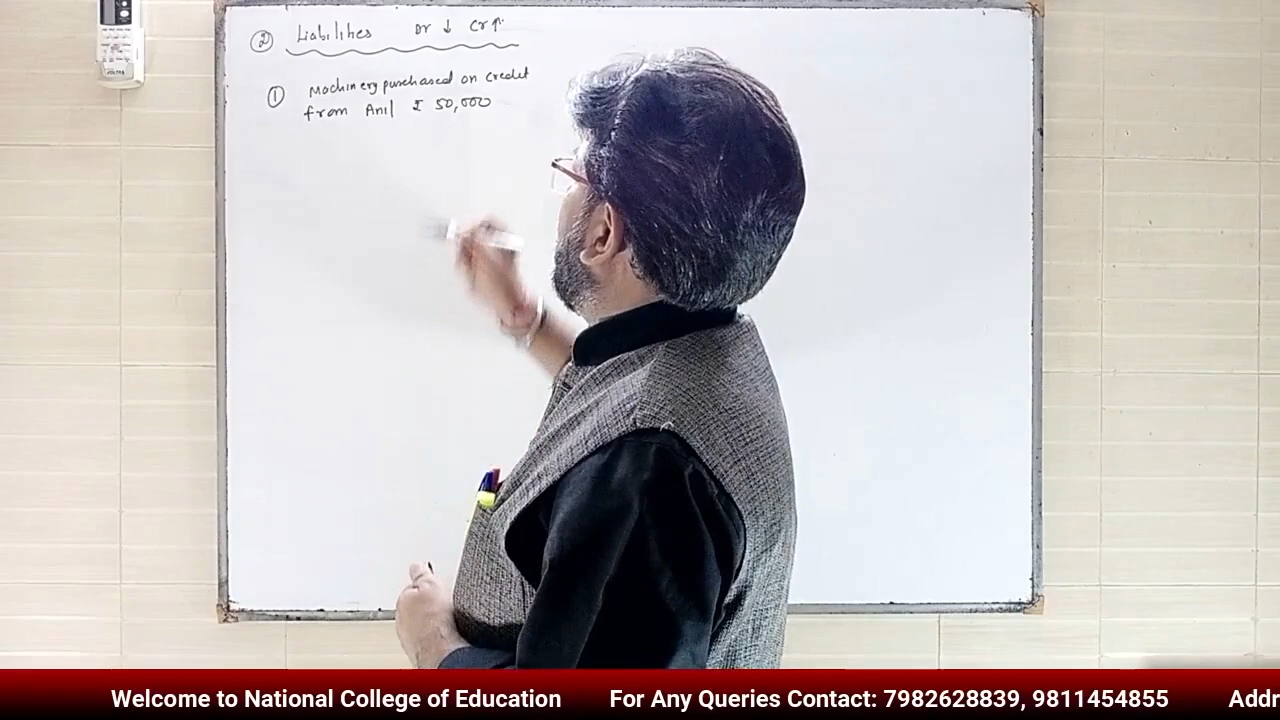 ② Liabilities Dr ↓ Cr ↑
① Machinery purchased on credit
from Anil ₹ 50,000
Welcome to National College of Education For Any Queries Contact: 7982628839, 9811454855 Addr